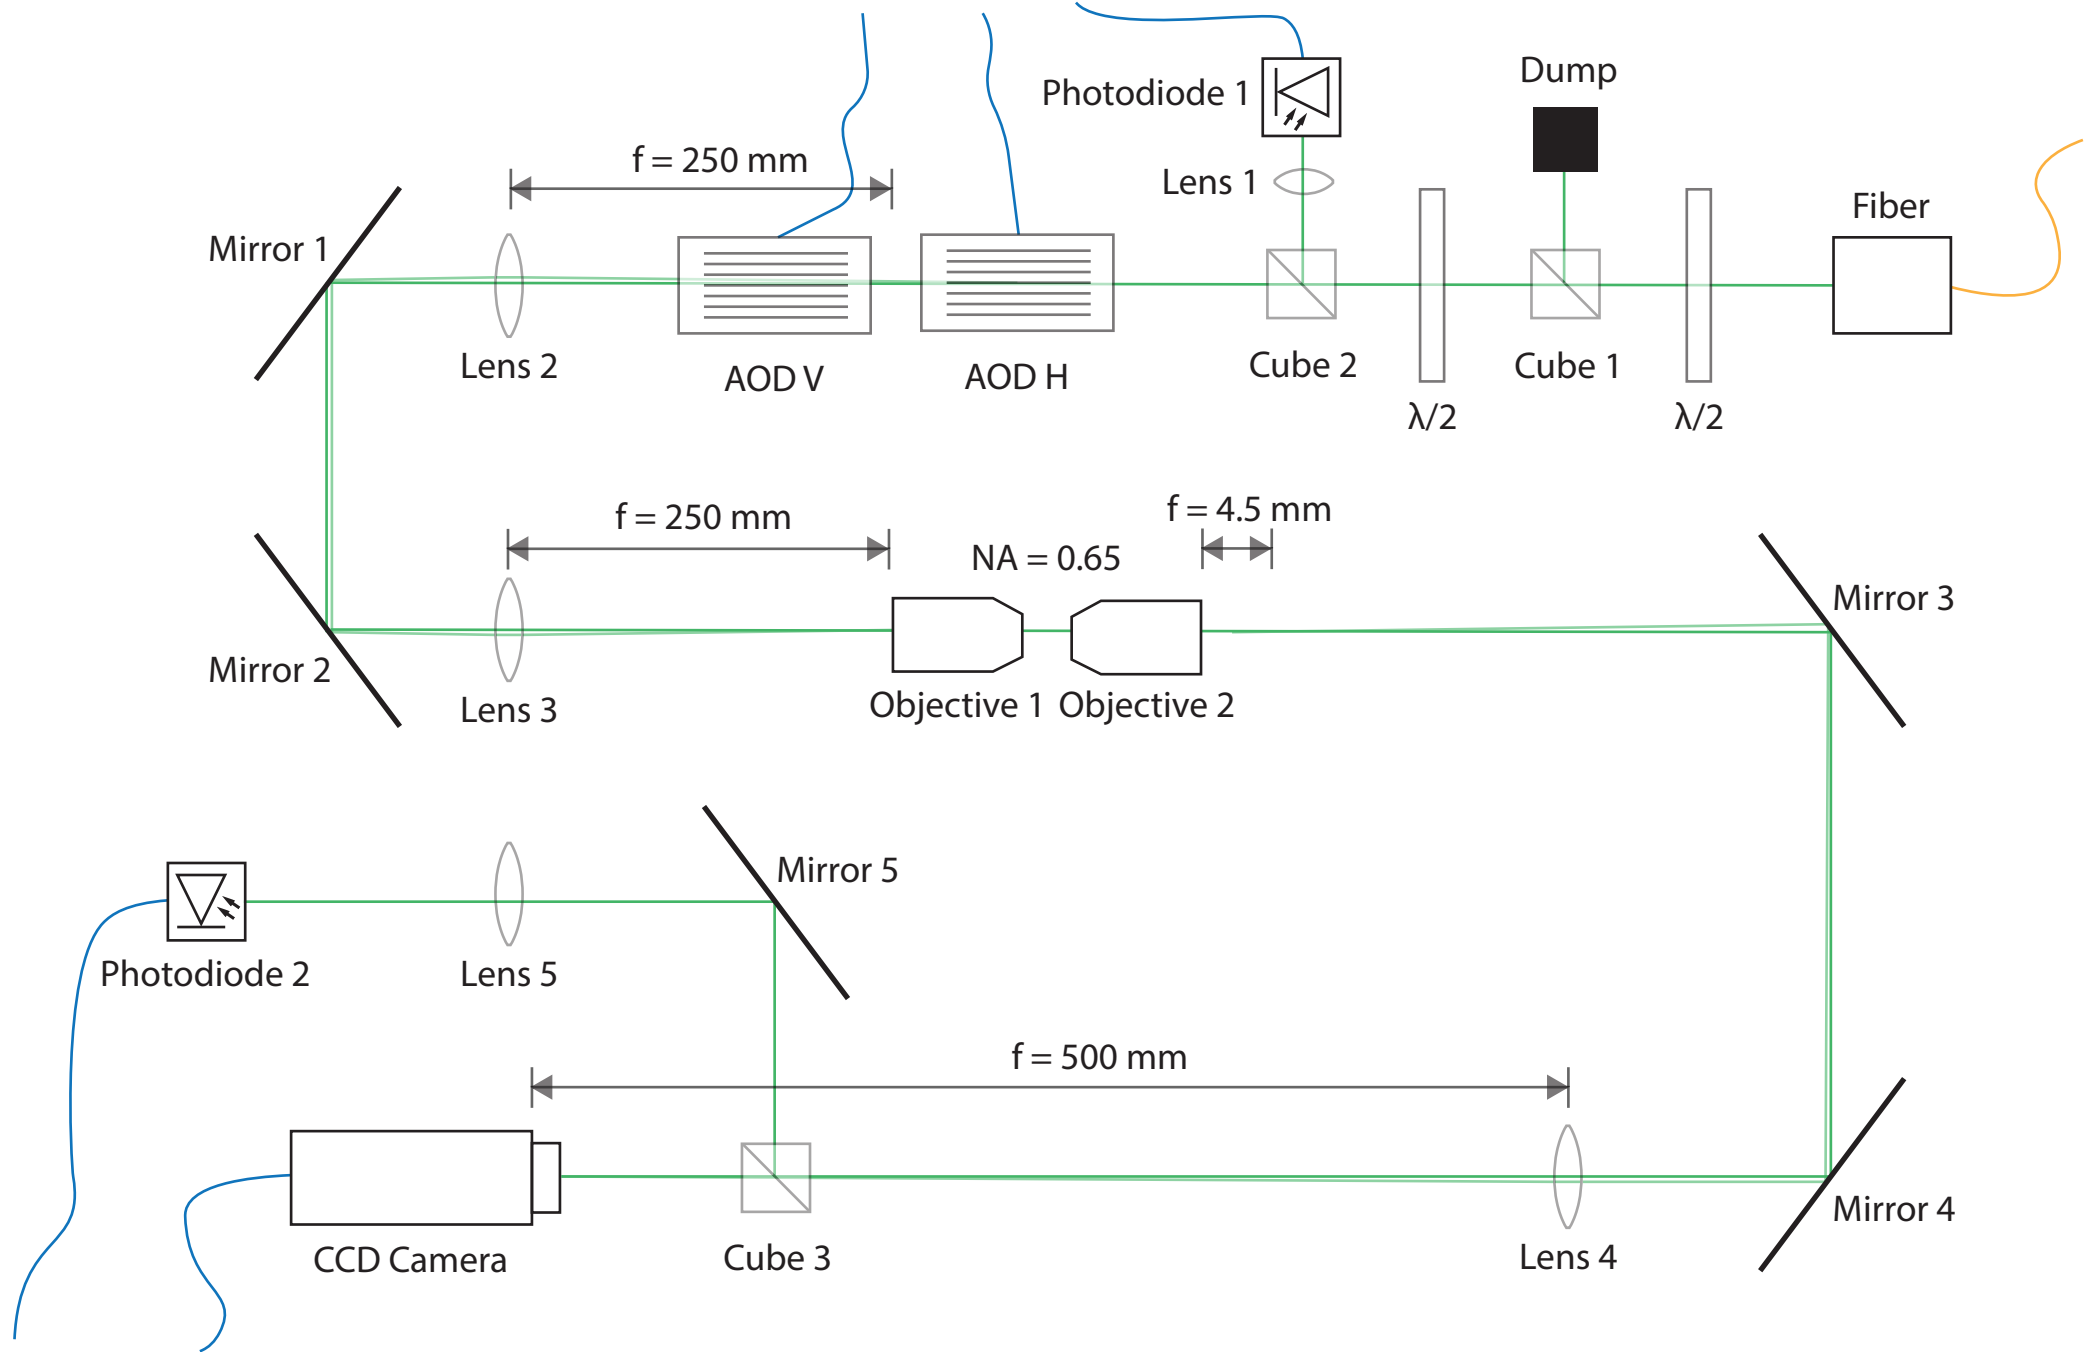 Dump
Photodiode 1
f = 250 mm
Lens 1
Fiber
Mirror 1
Lens 2
AOD V
AOD H
Cube 2
Cube 1
λ/2
λ/2
f = 250 mm
f = 4.5 mm
NA = 0.65
Mirror 3
Mirror 2
Lens 3
Objective 1
Objective 2
Mirror 5
Photodiode 2
Lens 5
f = 500 mm
Mirror 4
CCD Camera
Cube 3
Lens 4